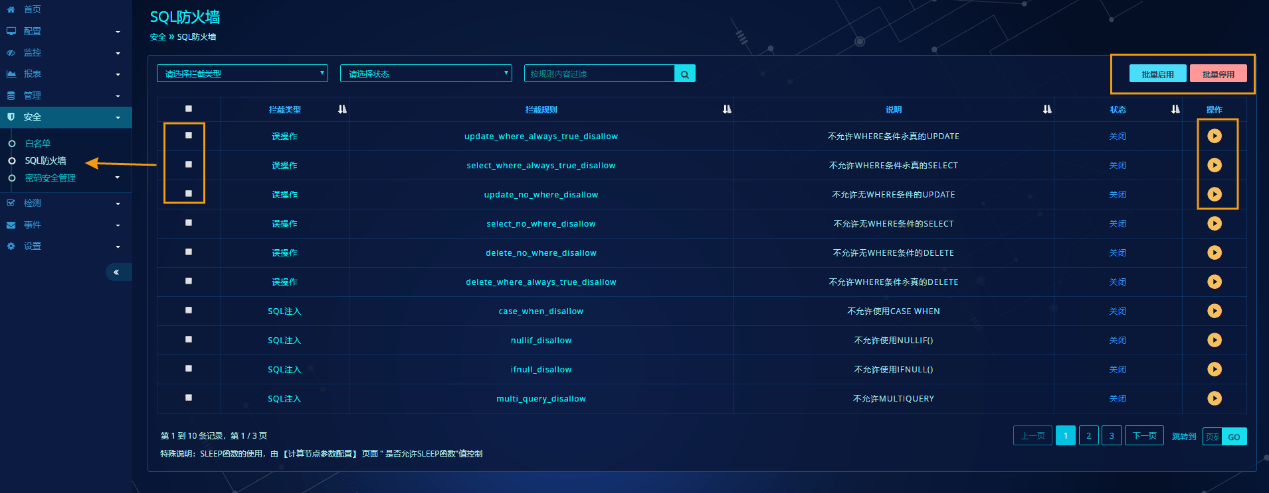 首页
配置
监控
报表
管理
安全
白名单
SQL防火墙
密码安全管理
检测
事件
设置
«
SQL防火墙
安全 » SQL防火墙
请选择拦截类型 请选择状态 按规则内容过滤 批量启用 批量停用
拦截类型 拦截规则 说明 状态 操作
误操作 update_where_always_true_disallow 不允许WHERE条件永真的UPDATE 关闭
误操作 select_where_always_true_disallow 不允许WHERE条件永真的SELECT 关闭
误操作 update_no_where_disallow 不允许无WHERE条件的UPDATE 关闭
误操作 select_no_where_disallow 不允许无WHERE条件的SELECT 关闭
误操作 delete_no_where_disallow 不允许无WHERE条件的DELETE 关闭
误操作 delete_where_always_true_disallow 不允许WHERE条件永真的DELETE 关闭
SQL注入 case_when_disallow 不允许使用CASE WHEN 关闭
SQL注入 nullif_disallow 不允许使用NULLIF() 关闭
SQL注入 ifnull_disallow 不允许使用IFNULL() 关闭
SQL注入 multi_query_disallow 不允许MULTIQUERY 关闭
第 1 到 10 条记录，第 1 / 3 页 上一页 1 2 3 下一页 跳转到 页码 GO
特殊说明：SLEEP函数的使用，由 【计算节点参数配置】 页面 " 是否允许SLEEP函数"值控制